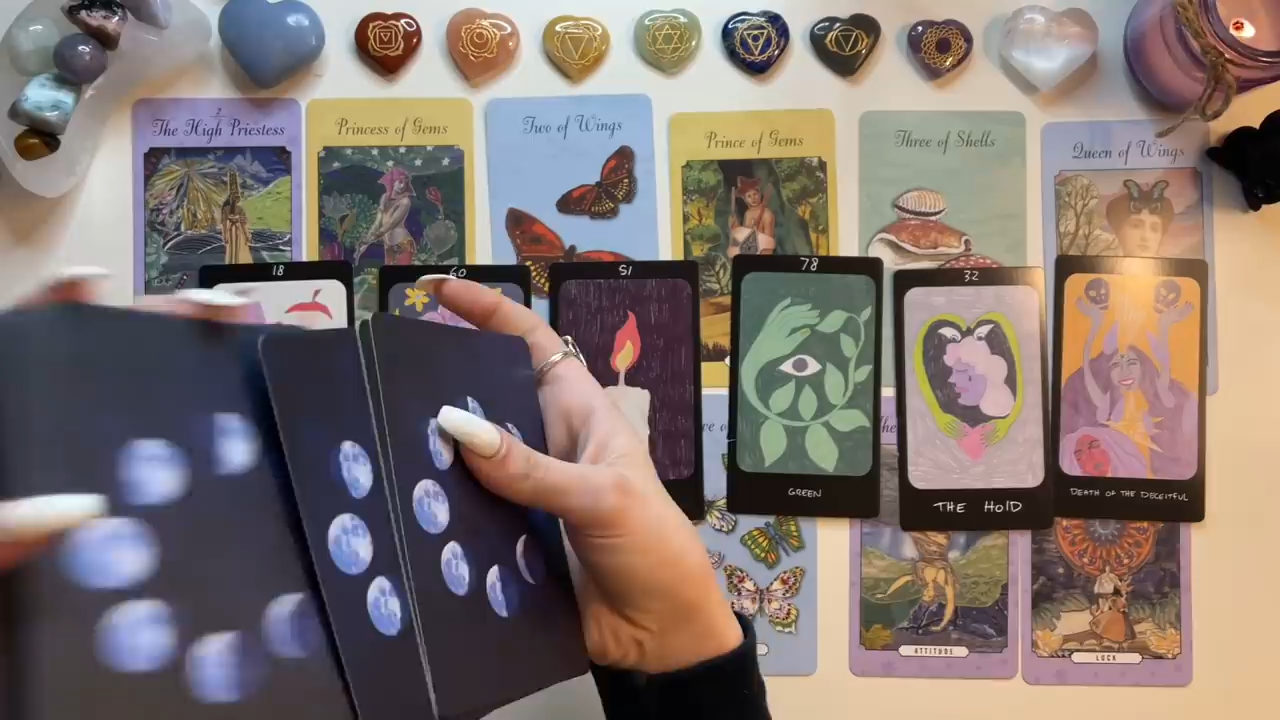 2
The High Priestess
Princess of Gems
Two of Wings
Prince of Gems
Three of Shells
Queen of Wings
18
60
51
78
32
GREEN
THE HOLD
DEATH OF THE DECEITFUL
ATTITUDE
LUCK